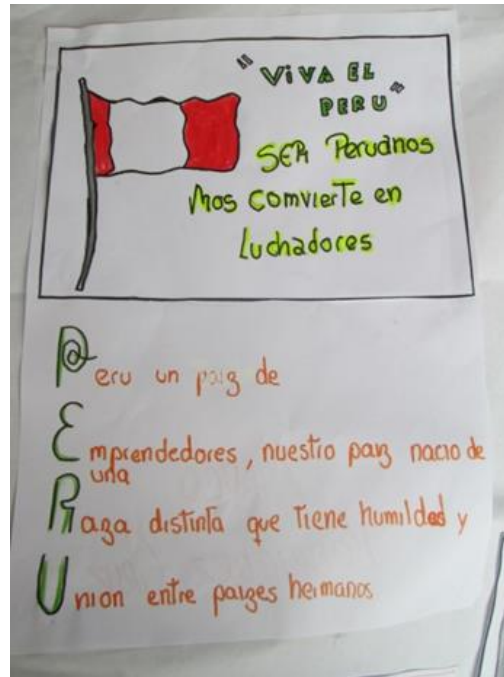 "VIVA EL
PERU"
SER Peruanos
Nos comvierte en
Luchadores
Peru un paiz de
Emprendedores, nuestro paiz nacio de
una
Raza distinta que tiene humildad y
Union entre paizes hermanos